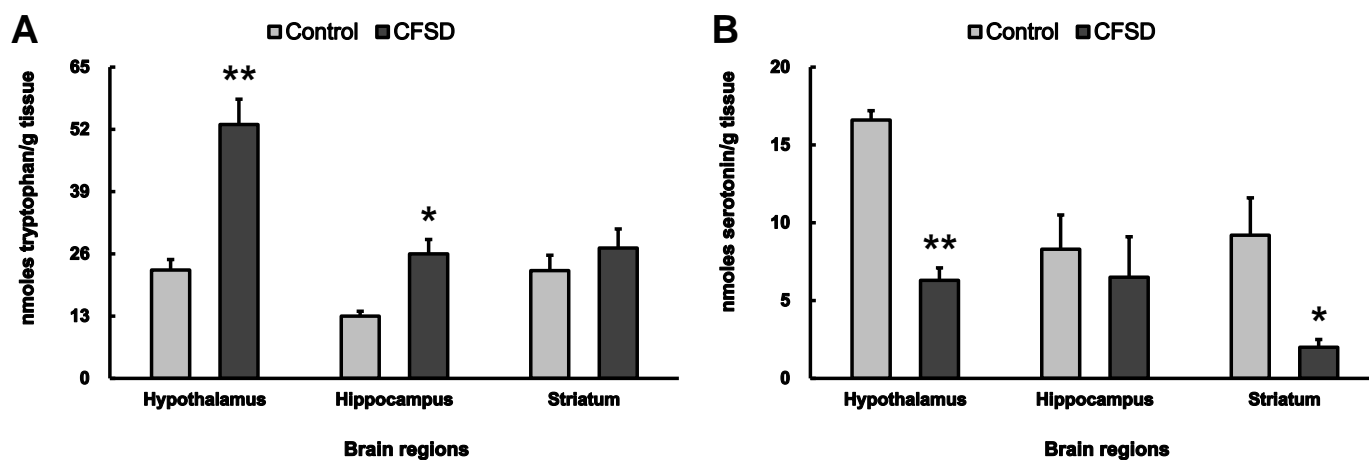 A
Control CFSD
nmoles tryptophan/g tissue
65
52
39
26
13
0
**
*
Hypothalamus Hippocampus Striatum
Brain regions
B
Control CFSD
nmoles serotonin/g tissue
20
15
10
5
0
**
*
Hypothalamus Hippocampus Striatum
Brain regions